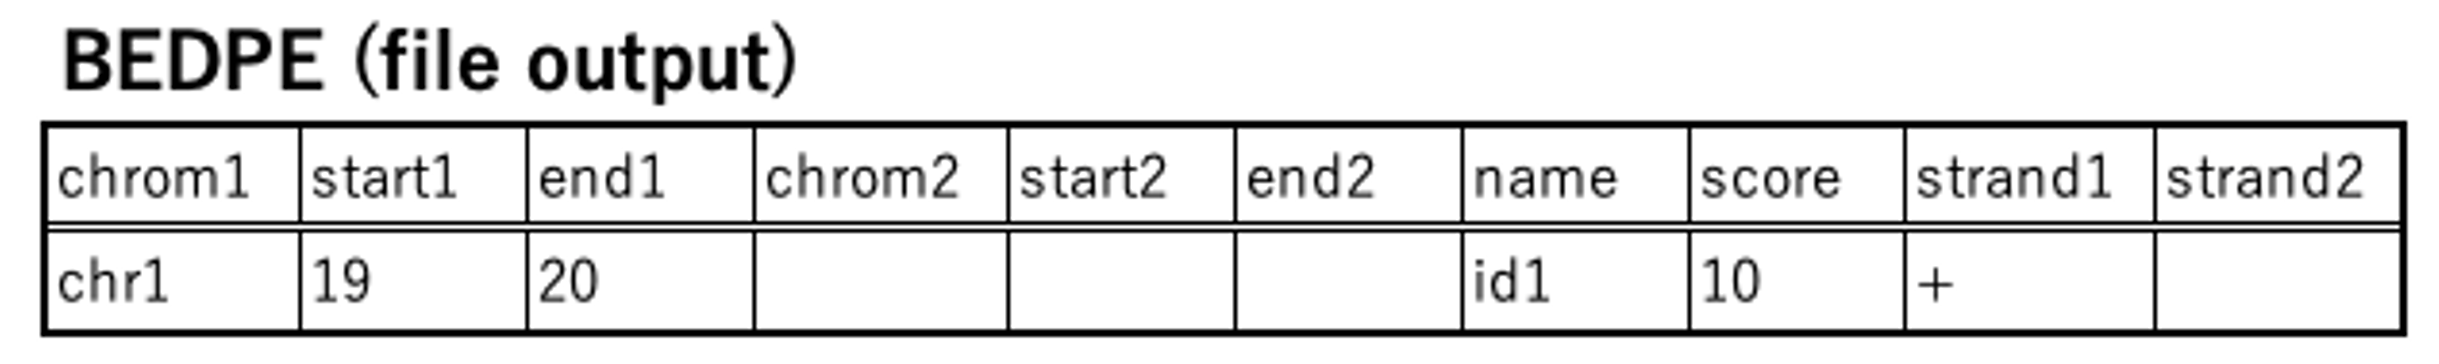 BEDPE (file output)
chrom1 start1 end1 chrom2 start2 end2 name score strand1 strand2
chr1 19 20 id1 10 +